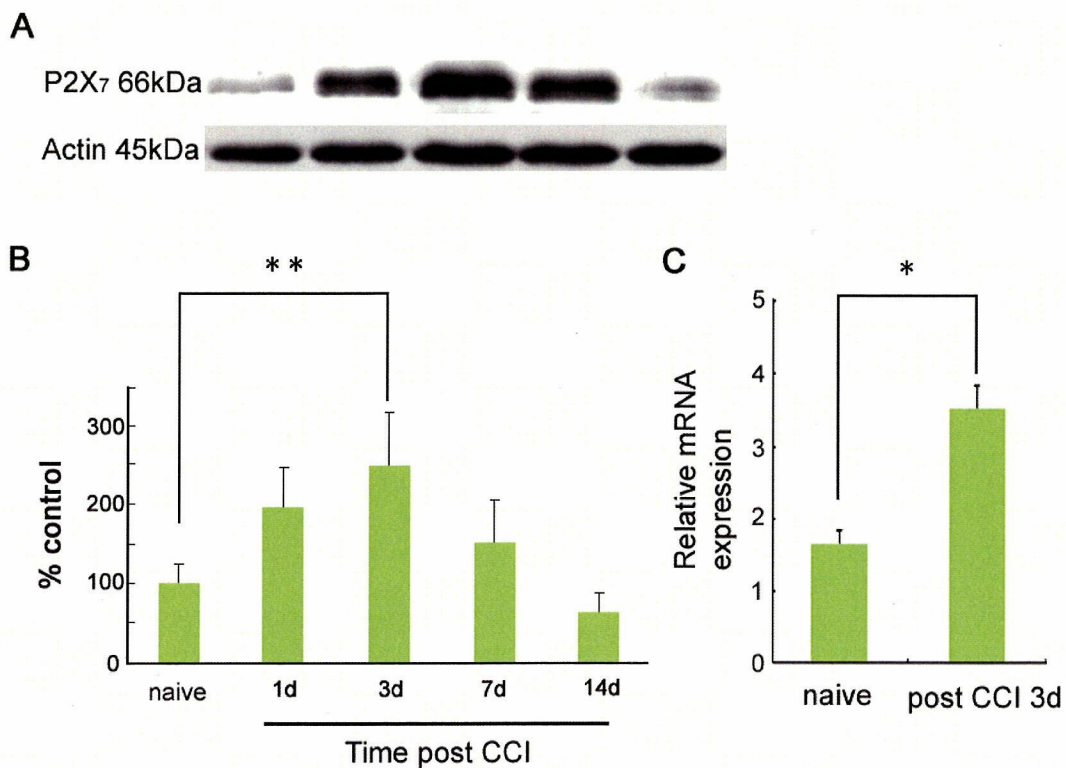 A
P2X₇ 66kDa
Actin 45kDa
B
**
% control
300
200
100
0
naive
1d
3d
7d
14d
Time post CCI
C
*
Relative mRNA
expression
5
4
3
2
1
0
naive
post CCI 3d